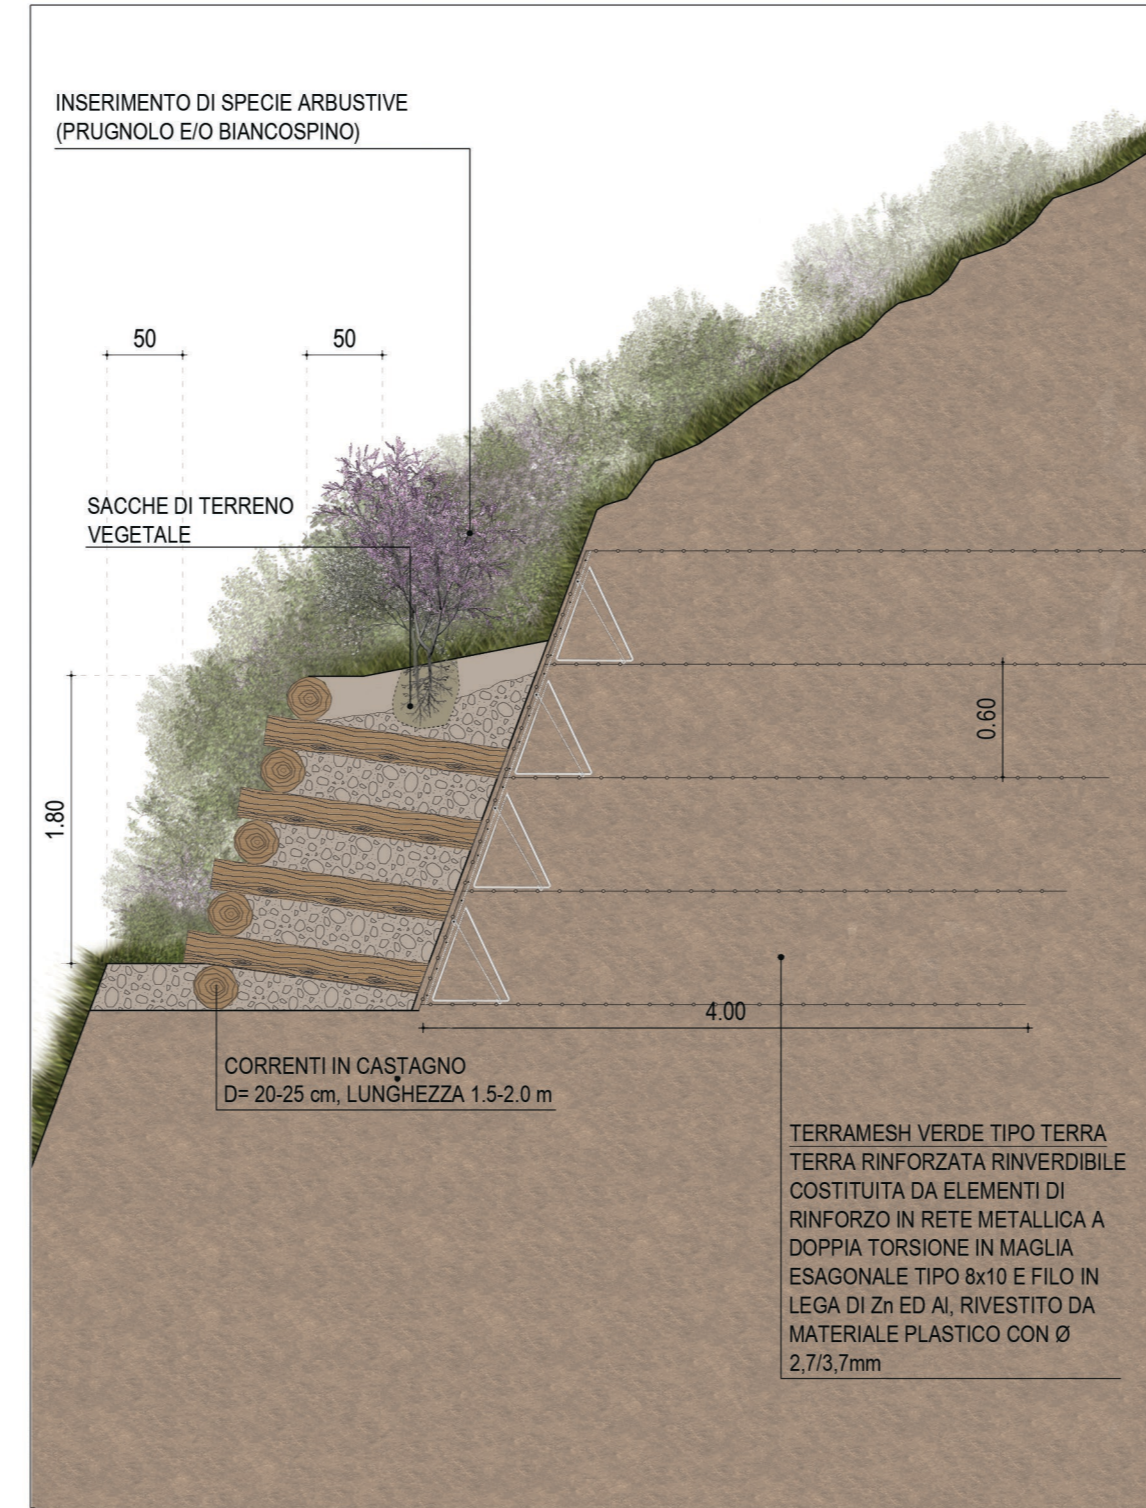 INSERIMENTO DI SPECIE ARBUSTIVE
(PRUGNOLO E/O BIANCOSPINO)
50
50
SACCHE DI TERRENO
VEGETALE
1.80
0.60
4.00
CORRENTI IN CASTAGNO
D= 20-25 cm, LUNGHEZZA 1.5-2.0 m
TERRAMESH VERDE TIPO TERRA
TERRA RINFORZATA RINVERDIBILE
COSTITUITA DA ELEMENTI DI
RINFORZO IN RETE METALLICA A
DOPPIA TORSIONE IN MAGLIA
ESAGONALE TIPO 8x10 E FILO IN
LEGA DI Zn ED Al, RIVESTITO DA
MATERIALE PLASTICO CON Ø
2,7/3,7mm